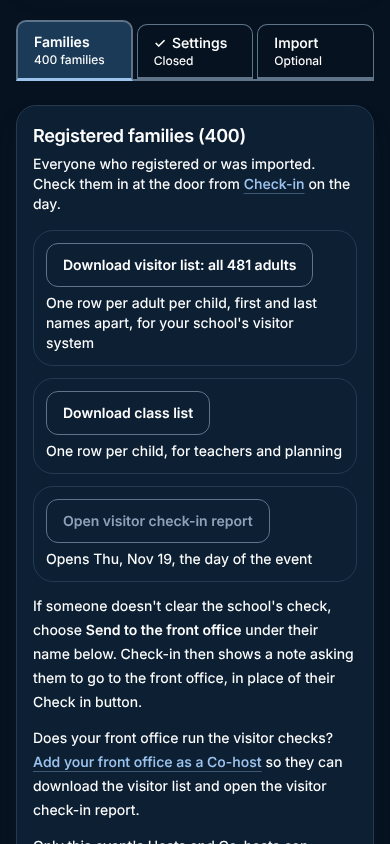 Families
400 families
✓ Settings
Closed
Import
Optional
Registered families (400)
Everyone who registered or was imported.
Check them in at the door from Check-in on the
day.
Download visitor list: all 481 adults
One row per adult per child, first and last
names apart, for your school's visitor
system
Download class list
One row per child, for teachers and planning
Open visitor check-in report
Opens Thu, Nov 19, the day of the event
If someone doesn't clear the school's check,
choose Send to the front office under their
name below. Check-in then shows a note asking
them to go to the front office, in place of their
Check in button.
Does your front office run the visitor checks?
Add your front office as a Co-host so they can
download the visitor list and open the visitor
check-in report.
Only this event's Hosts and Co-hosts can